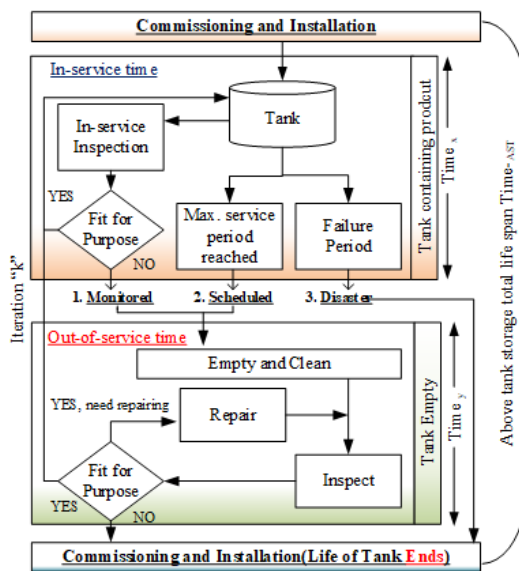 Commissioning and Installation
In-service time
In-service
Inspection
Tank
YES
Fit for
Purpose
NO
Max. service
period
reached
Failure
Period
Tank containing prodcut
Time x
1. Monitored
2. Scheduled
3. Disaster
Iteration "k"
Above tank storage total life span Time-AST
Out-of-service time
Empty and Clean
YES, need repairing
Repair
Fit for
Purpose
Inspect
YES
NO
Tank Empty
Time y
Commissioning and Installation(Life of Tank Ends)